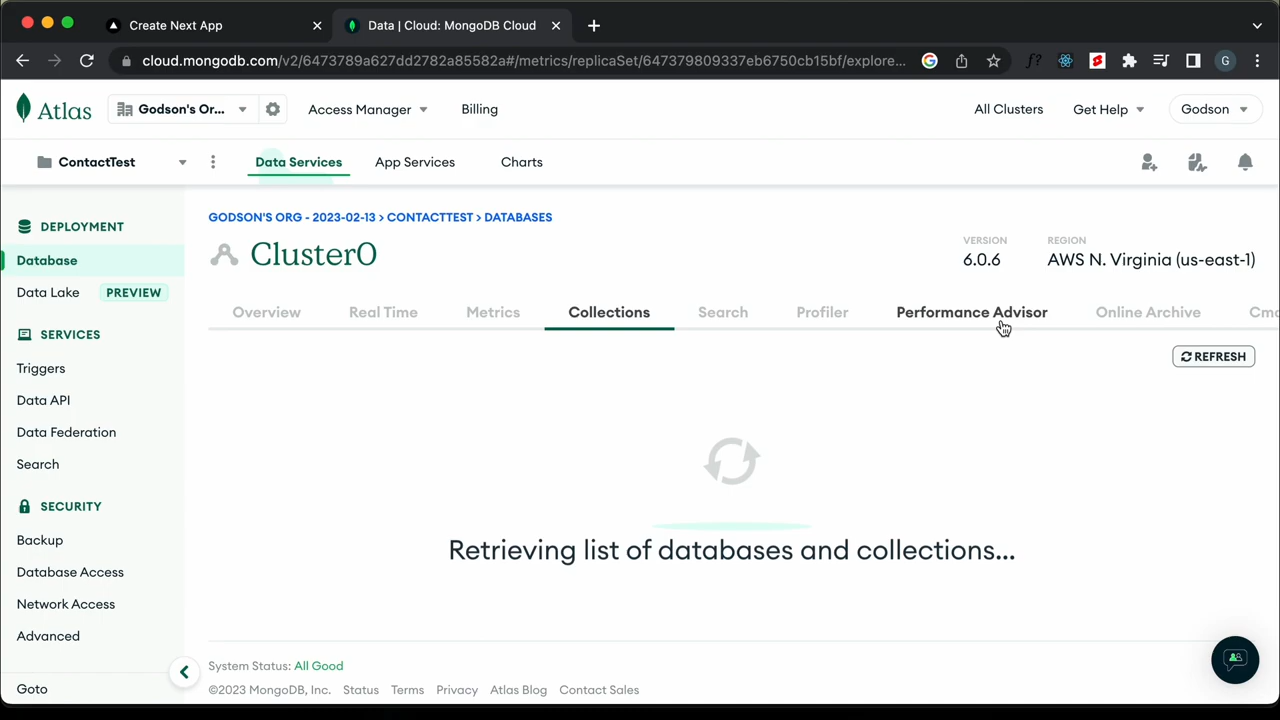 Create Next App
Data | Cloud: MongoDB Cloud
cloud.mongodb.com/v2/6473789a627dd2782a85582a#/metrics/replicaSet/647379809337eb6750cb15bf/explore...
G
Atlas
Godson's Or...
Access Manager
Billing
All Clusters
Get Help
Godson
ContactTest
Data Services
App Services
Charts
GODSON'S ORG - 2023-02-13 > CONTACTTEST > DATABASES
DEPLOYMENT
Database
Data Lake
PREVIEW
SERVICES
Triggers
Data API
Data Federation
Search
SECURITY
Backup
Database Access
Network Access
Advanced
Goto
Cluster0
VERSION
6.0.6
REGION
AWS N. Virginia (us-east-1)
Overview
Real Time
Metrics
Collections
Search
Profiler
Performance Advisor
Online Archive
Cmd
REFRESH
Retrieving list of databases and collections...
System Status: All Good
©2023 MongoDB, Inc.
Status
Terms
Privacy
Atlas Blog
Contact Sales